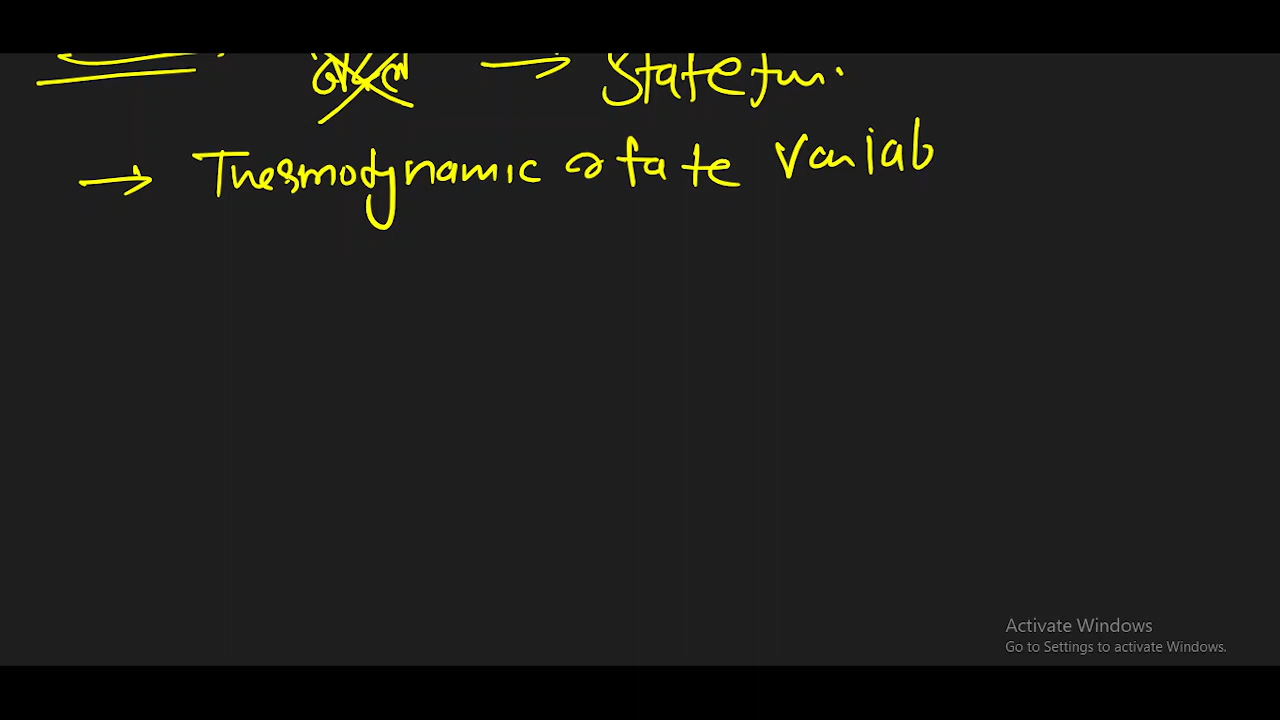 → State fun.
→ Thermodynamic state variab
Activate Windows
Go to Settings to activate Windows.